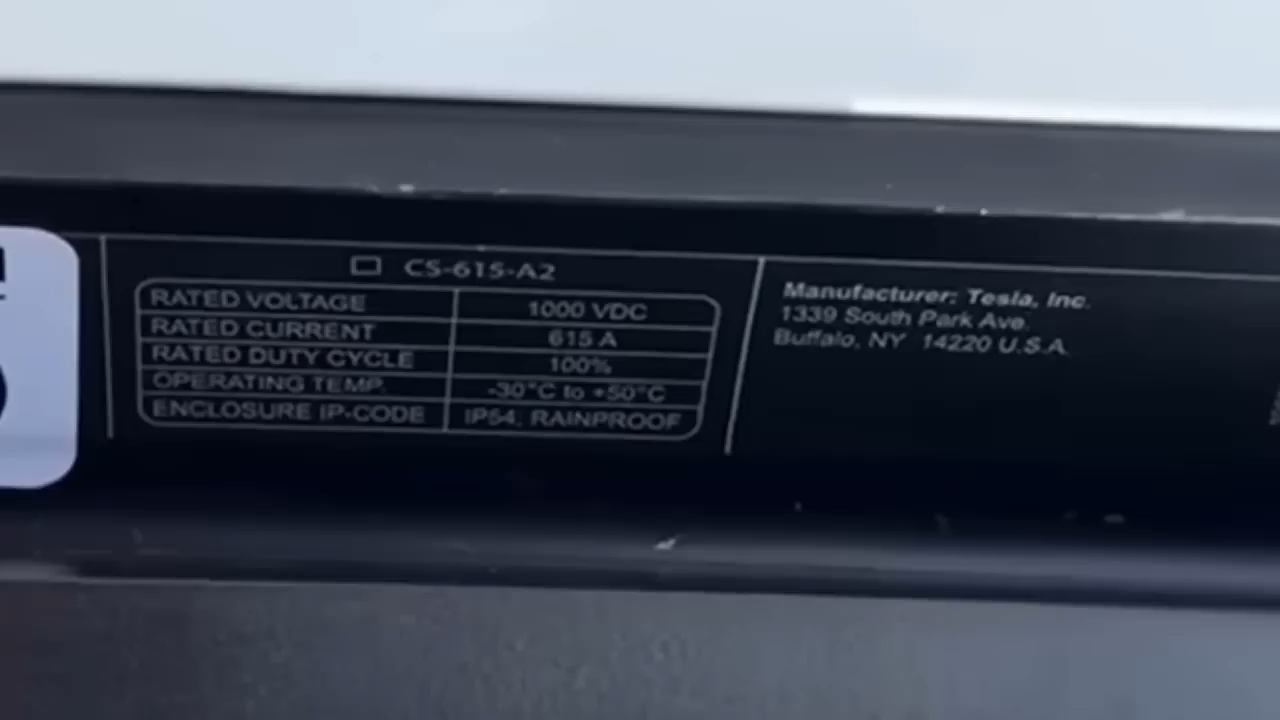 CS-615-A2
RATED VOLTAGE 1000 VDC
RATED CURRENT 615 A
RATED DUTY CYCLE 100%
OPERATING TEMP. -30°C to +50°C
ENCLOSURE IP-CODE IP54, RAINPROOF
Manufacturer: Tesla, Inc.
1339 South Park Ave.
Buffalo, NY 14220 U.S.A.